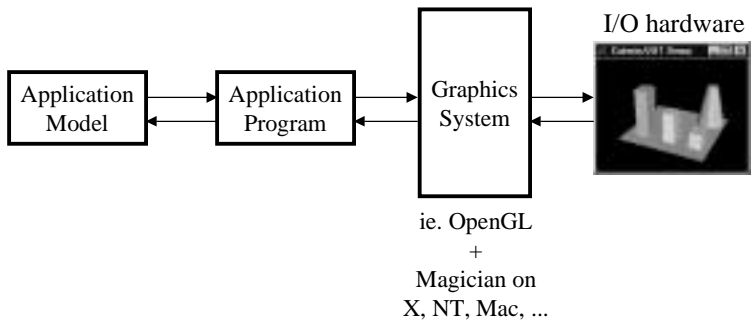 I/O hardware
Application
Model
Application
Program
Graphics
System
ie. OpenGL
+
Magician on
X, NT, Mac, ...